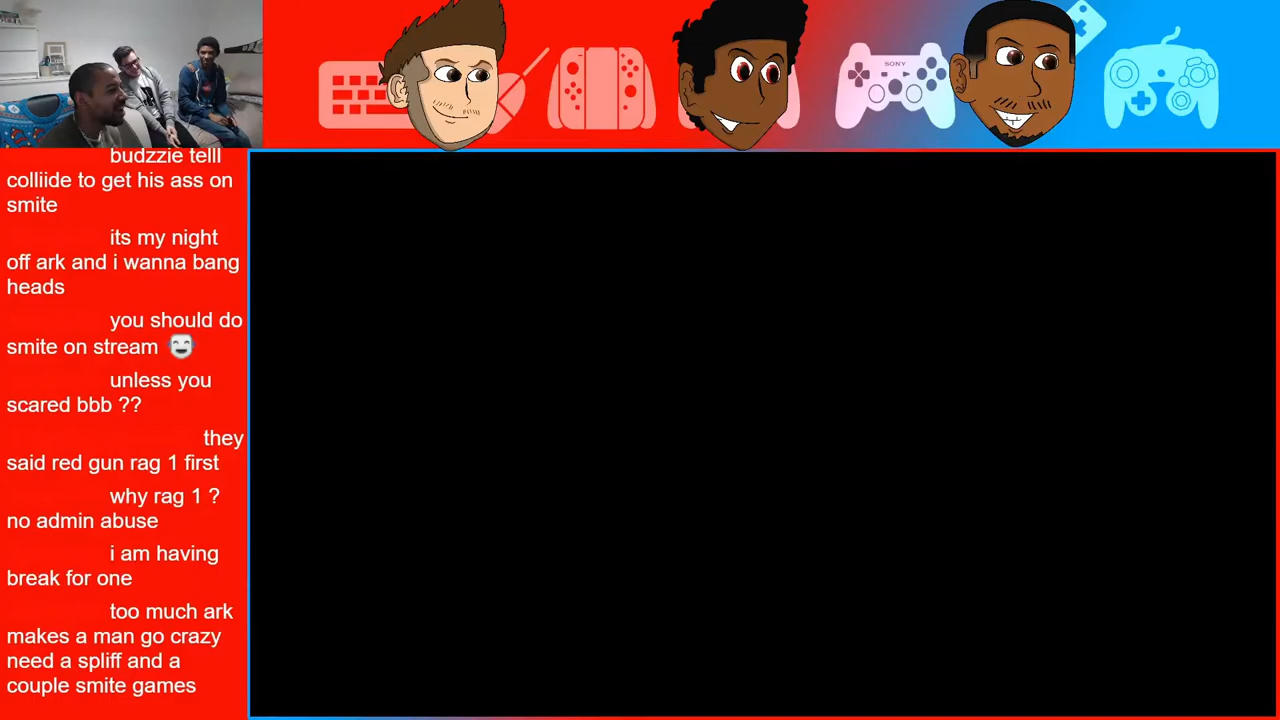 SONY
budzzie telll
colliide to get his ass on
smite
its my night
off ark and i wanna bang
heads
you should do
smite on stream
unless you
scared bbb ??
they
said red gun rag 1 first
why rag 1 ?
no admin abuse
i am having
break for one
too much ark
makes a man go crazy
need a spliff and a
couple smite games